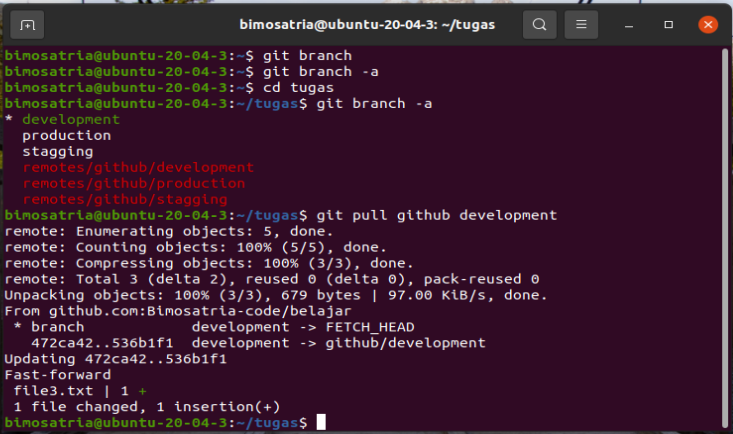 bimosatria@ubuntu-20-04-3: ~/tugas
bimosatria@ubuntu-20-04-3:~$ git branch
bimosatria@ubuntu-20-04-3:~$ git branch -a
bimosatria@ubuntu-20-04-3:~$ cd tugas
bimosatria@ubuntu-20-04-3:~/tugas$ git branch -a
* development
  production
  stagging
  remotes/github/development
  remotes/github/production
  remotes/github/stagging
bimosatria@ubuntu-20-04-3:~/tugas$ git pull github development
remote: Enumerating objects: 5, done.
remote: Counting objects: 100% (5/5), done.
remote: Compressing objects: 100% (3/3), done.
remote: Total 3 (delta 2), reused 0 (delta 0), pack-reused 0
Unpacking objects: 100% (3/3), 679 bytes | 97.00 KiB/s, done.
From github.com:Bimosatria-code/belajar
 * branch            development -> FETCH_HEAD
   472ca42..536b1f1  development -> github/development
Updating 472ca42..536b1f1
Fast-forward
 file3.txt | 1 +
 1 file changed, 1 insertion(+)
bimosatria@ubuntu-20-04-3:~/tugas$